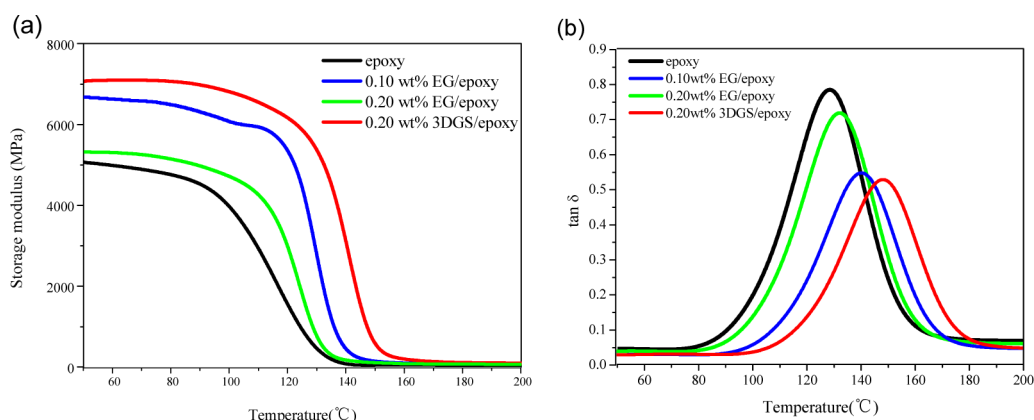 (a)
8000
6000
4000
2000
0
Storage modulus (MPa)
epoxy
0.10 wt% EG/epoxy
0.20 wt% EG/epoxy
0.20 wt% 3DGS/epoxy
60 80 100 120 140 160 180 200
Temperature(℃)
(b)
0.9
0.8
0.7
0.6
0.5
0.4
0.3
0.2
0.1
0.0
tan δ
epoxy
0.10wt% EG/epoxy
0.20wt% EG/epoxy
0.20wt% 3DGS/epoxy
60 80 100 120 140 160 180 200
Temperature(℃)